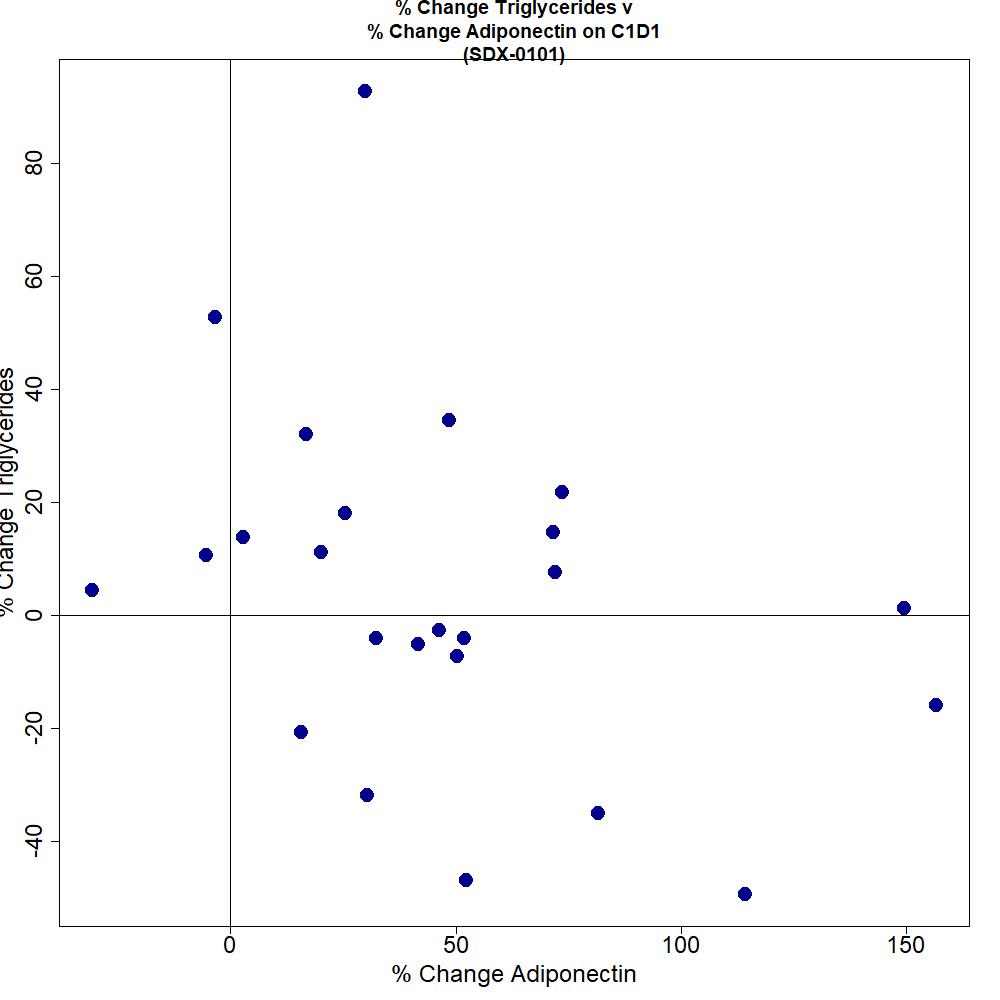 % Change Triglycerides v
% Change Adiponectin on C1D1
(SDX-0101)
% Change Triglycerides
80
60
40
20
0
-20
-40
0
50
100
150
% Change Adiponectin